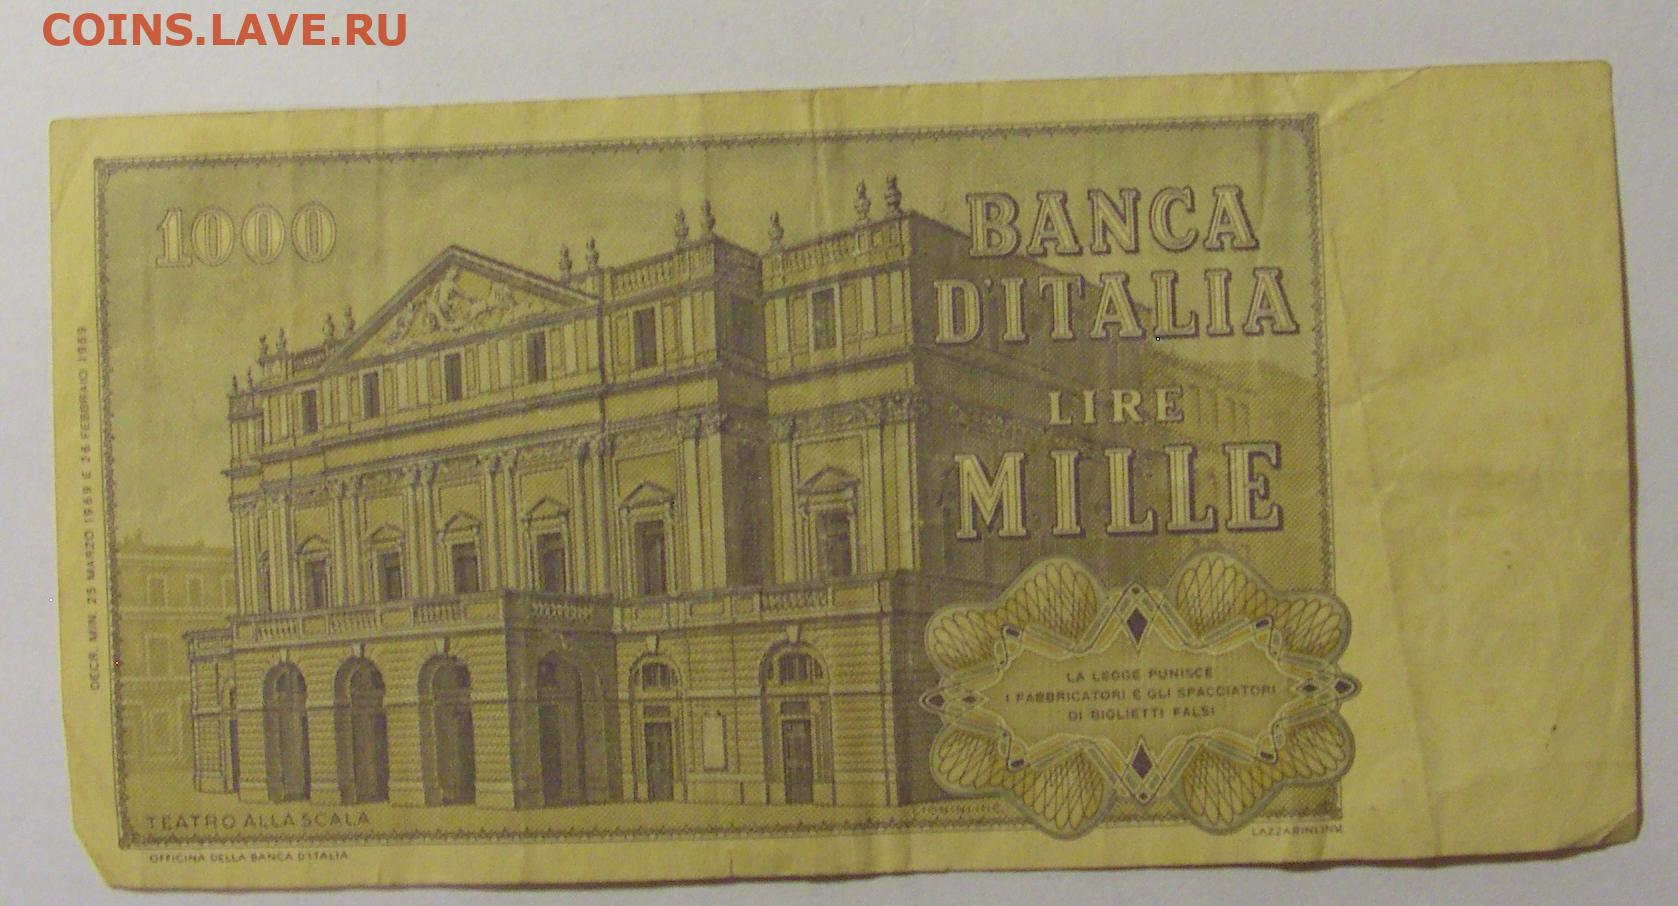 COINS.LAVE.RU
1000
BANCA
D'ITALIA
LIRE
MILLE
DECR. MIN. 25 MARZO 1969 E 26 FEBBRAIO 1969
LA LEGGE PUNISCE
I FABBRICATORI E GLI SPACCIATORI
DI BIGLIETTI FALSI
TEATRO ALLA SCALA
LAZZARINI INV.
OFFICINA DELLA BANCA D'ITALIA